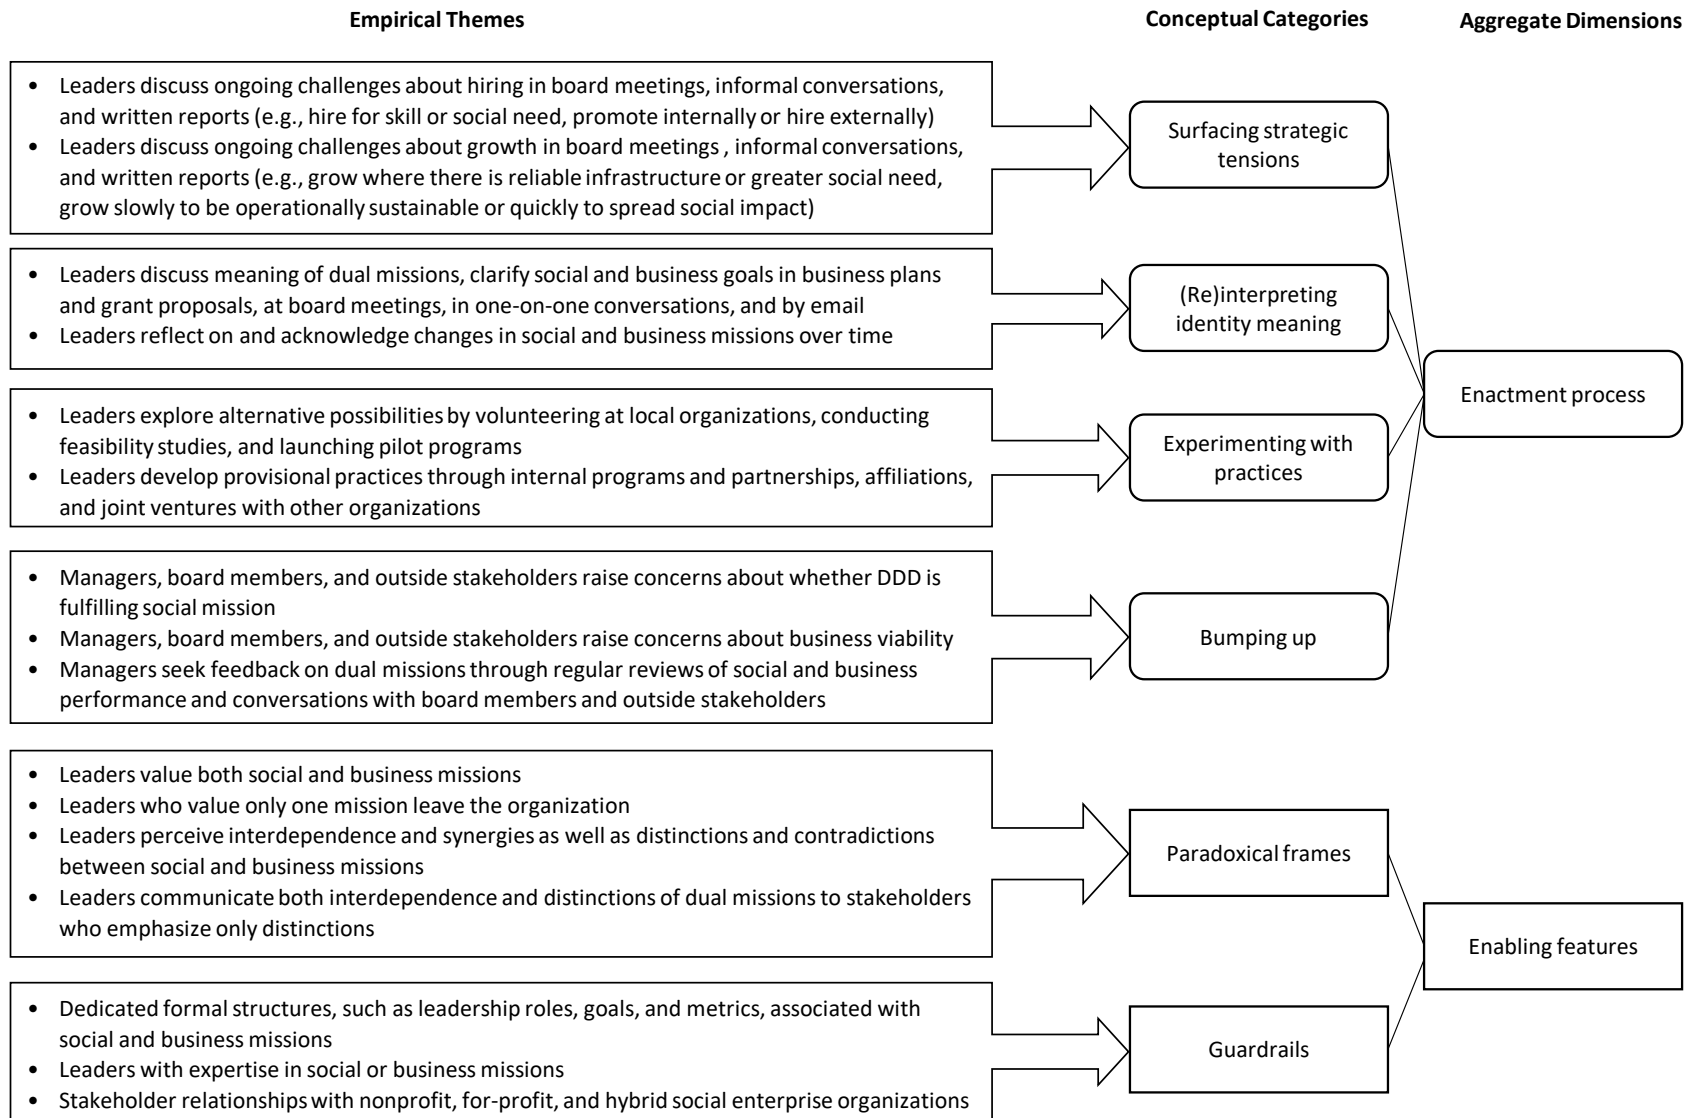 Empirical Themes
Conceptual Categories
Aggregate Dimensions
• Leaders discuss ongoing challenges about hiring in board meetings, informal conversations,
and written reports (e.g., hire for skill or social need, promote internally or hire externally)
• Leaders discuss ongoing challenges about growth in board meetings , informal conversations,
and written reports (e.g., grow where there is reliable infrastructure or greater social need,
grow slowly to be operationally sustainable or quickly to spread social impact)
Surfacing strategic
tensions
• Leaders discuss meaning of dual missions, clarify social and business goals in business plans
and grant proposals, at board meetings, in one-on-one conversations, and by email
• Leaders reflect on and acknowledge changes in social and business missions over time
(Re)interpreting
identity meaning
• Leaders explore alternative possibilities by volunteering at local organizations, conducting
feasibility studies, and launching pilot programs
• Leaders develop provisional practices through internal programs and partnerships, affiliations,
and joint ventures with other organizations
Experimenting with
practices
• Managers, board members, and outside stakeholders raise concerns about whether DDD is
fulfilling social mission
• Managers, board members, and outside stakeholders raise concerns about business viability
• Managers seek feedback on dual missions through regular reviews of social and business
performance and conversations with board members and outside stakeholders
Bumping up
Enactment process
• Leaders value both social and business missions
• Leaders who value only one mission leave the organization
• Leaders perceive interdependence and synergies as well as distinctions and contradictions
between social and business missions
• Leaders communicate both interdependence and distinctions of dual missions to stakeholders
who emphasize only distinctions
Paradoxical frames
• Dedicated formal structures, such as leadership roles, goals, and metrics, associated with
social and business missions
• Leaders with expertise in social or business missions
• Stakeholder relationships with nonprofit, for-profit, and hybrid social enterprise organizations
Guardrails
Enabling features